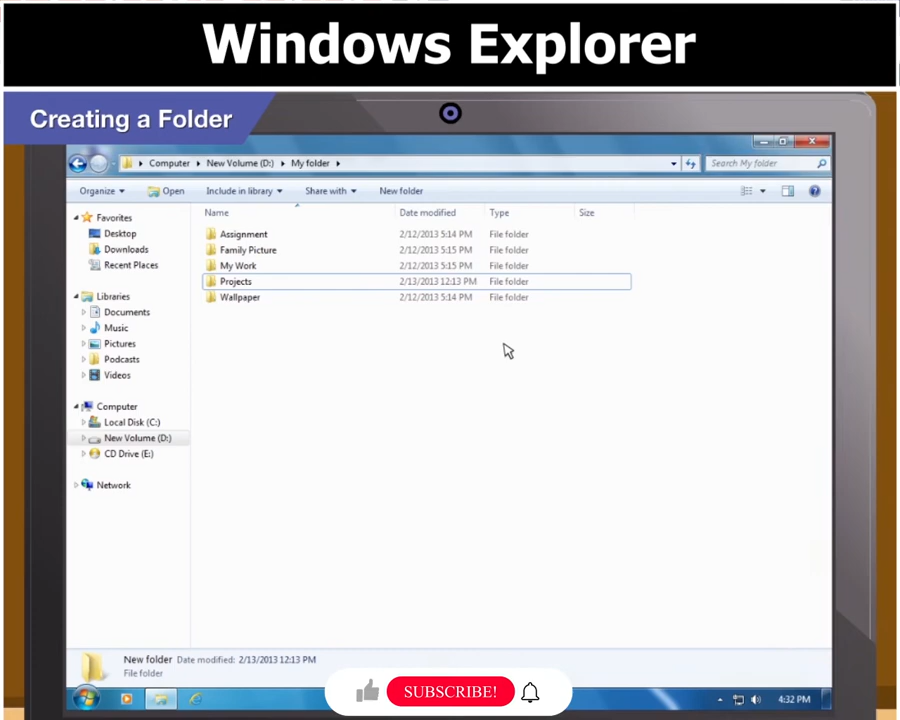 Windows Explorer
Creating a Folder
Computer New Volume (D:) My folder
Search My folder
Organize Open Include in library Share with New folder
Name Date modified Type Size
Favorites
Desktop
Downloads
Recent Places
Libraries
Documents
Music
Pictures
Podcasts
Videos
Computer
Local Disk (C:)
New Volume (D:)
CD Drive (E:)
Network
Assignment 2/12/2013 5:14 PM File folder
Family Picture 2/12/2013 5:15 PM File folder
My Work 2/12/2013 5:15 PM File folder
Projects 2/13/2013 12:13 PM File folder
Wallpaper 2/12/2013 5:14 PM File folder
New folder Date modified: 2/13/2013 12:13 PM
File folder
SUBSCRIBE!
4:32 PM